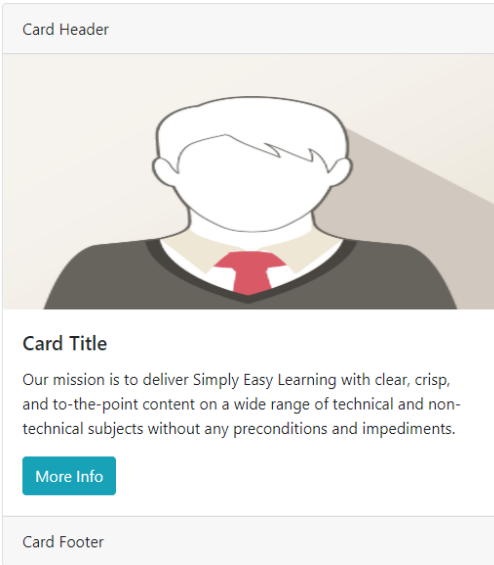 Card Header
Card Title
Our mission is to deliver Simply Easy Learning with clear, crisp,
and to-the-point content on a wide range of technical and non-
technical subjects without any preconditions and impediments.
More Info
Card Footer